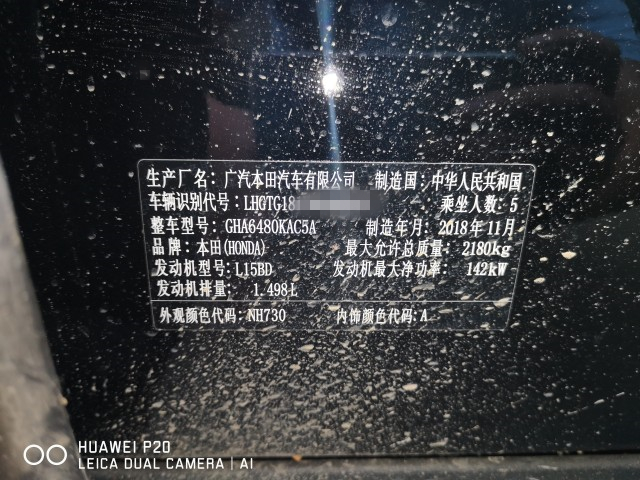 生产厂名：广汽本田汽车有限公司 制造国：中华人民共和国
车辆识别代号：LHGTG18 乘坐人数：5
整车型号：GHA6480KAC5A 制造年月：2018年11月
品牌：本田(HONDA) 最大允许总质量：2180kg
发动机型号：L15BD 发动机最大净功率：142kW
发动机排量：1.498L
外观颜色代码：NH730 内饰颜色代码：A
HUAWEI P20
LEICA DUAL CAMERA | AI